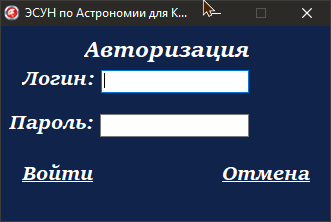 ЭСУН по Астрономии для К...
Авторизация
Логин:
Пароль:
Войти Отмена